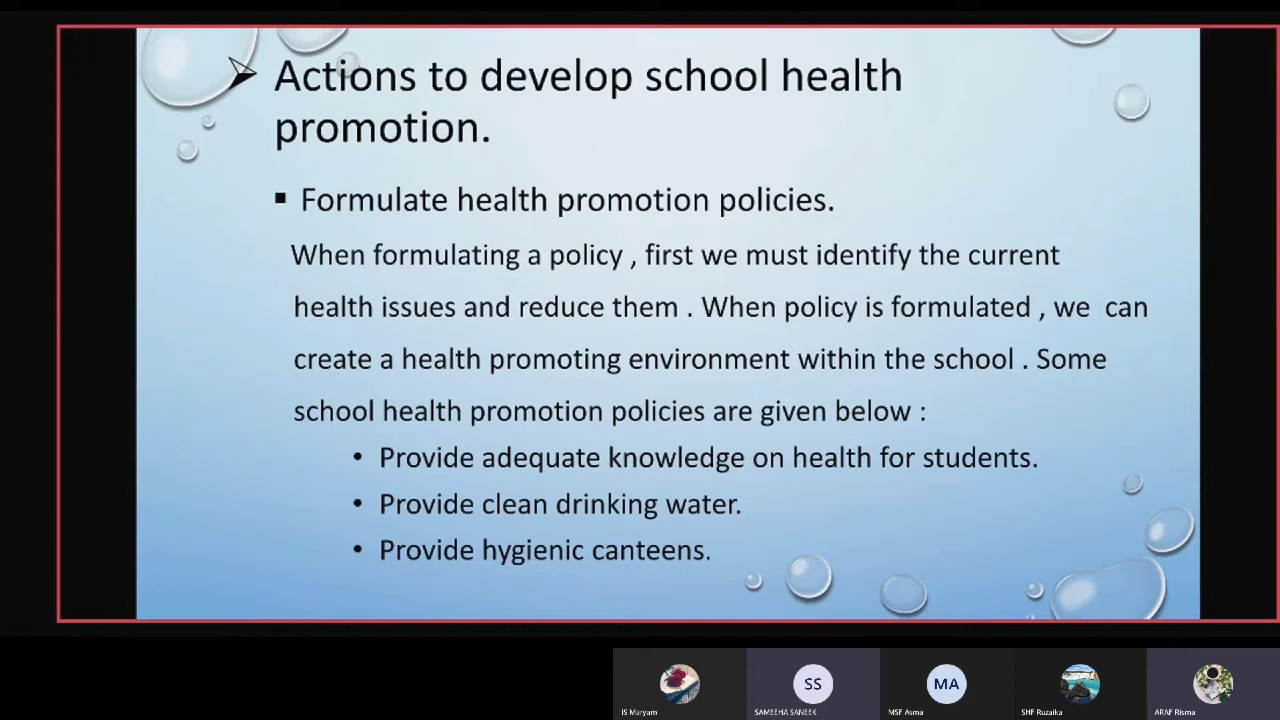 Actions to develop school health
promotion.
▪ Formulate health promotion policies.
When formulating a policy , first we must identify the current
health issues and reduce them . When policy is formulated , we can
create a health promoting environment within the school . Some
school health promotion policies are given below :
• Provide adequate knowledge on health for students.
• Provide clean drinking water.
• Provide hygienic canteens.
SS
MA
IS Maryam
SAMEEHA SANEEK
MSF Asma
SHF Ruzaika
ARAF Risma